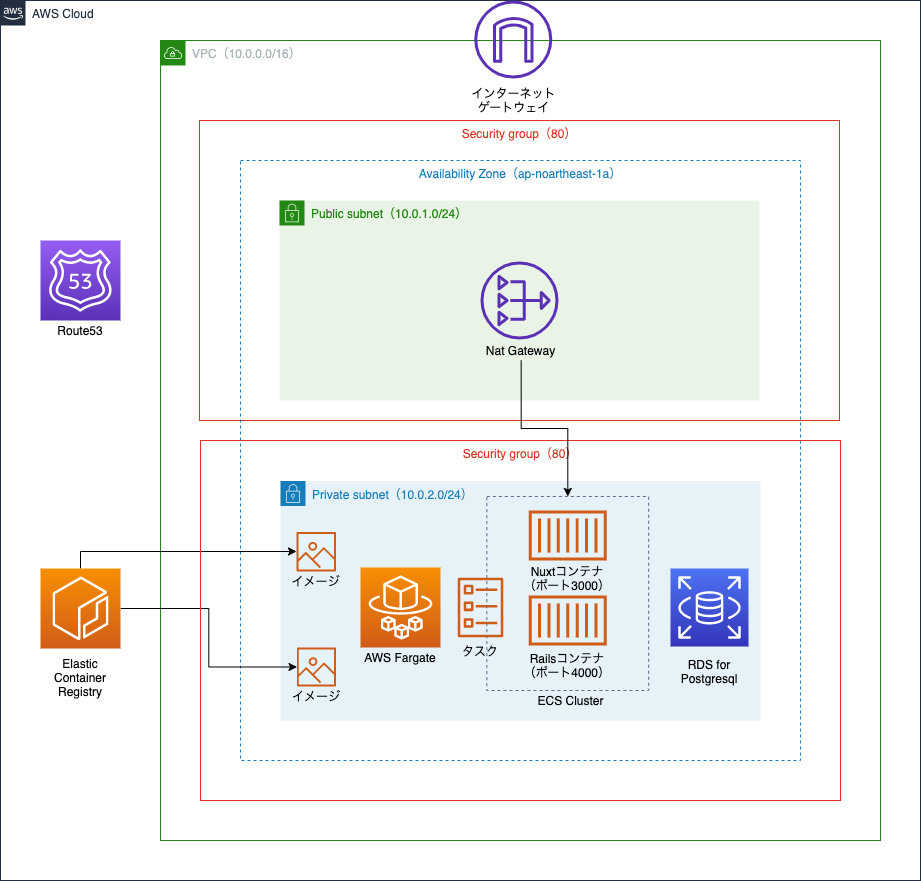 aws
AWS Cloud
VPC（10.0.0.0/16）
インターネット
ゲートウェイ
Security group（80）
Availability Zone（ap-noartheast-1a）
Public subnet（10.0.1.0/24）
53
Route53
Nat Gateway
Security group（80）
Private subnet（10.0.2.0/24）
イメージ
Nuxtコンテナ
（ポート3000）
AWS Fargate
タスク
Railsコンテナ
（ポート4000）
Elastic
Container
Registry
RDS for
Postgresql
イメージ
ECS Cluster